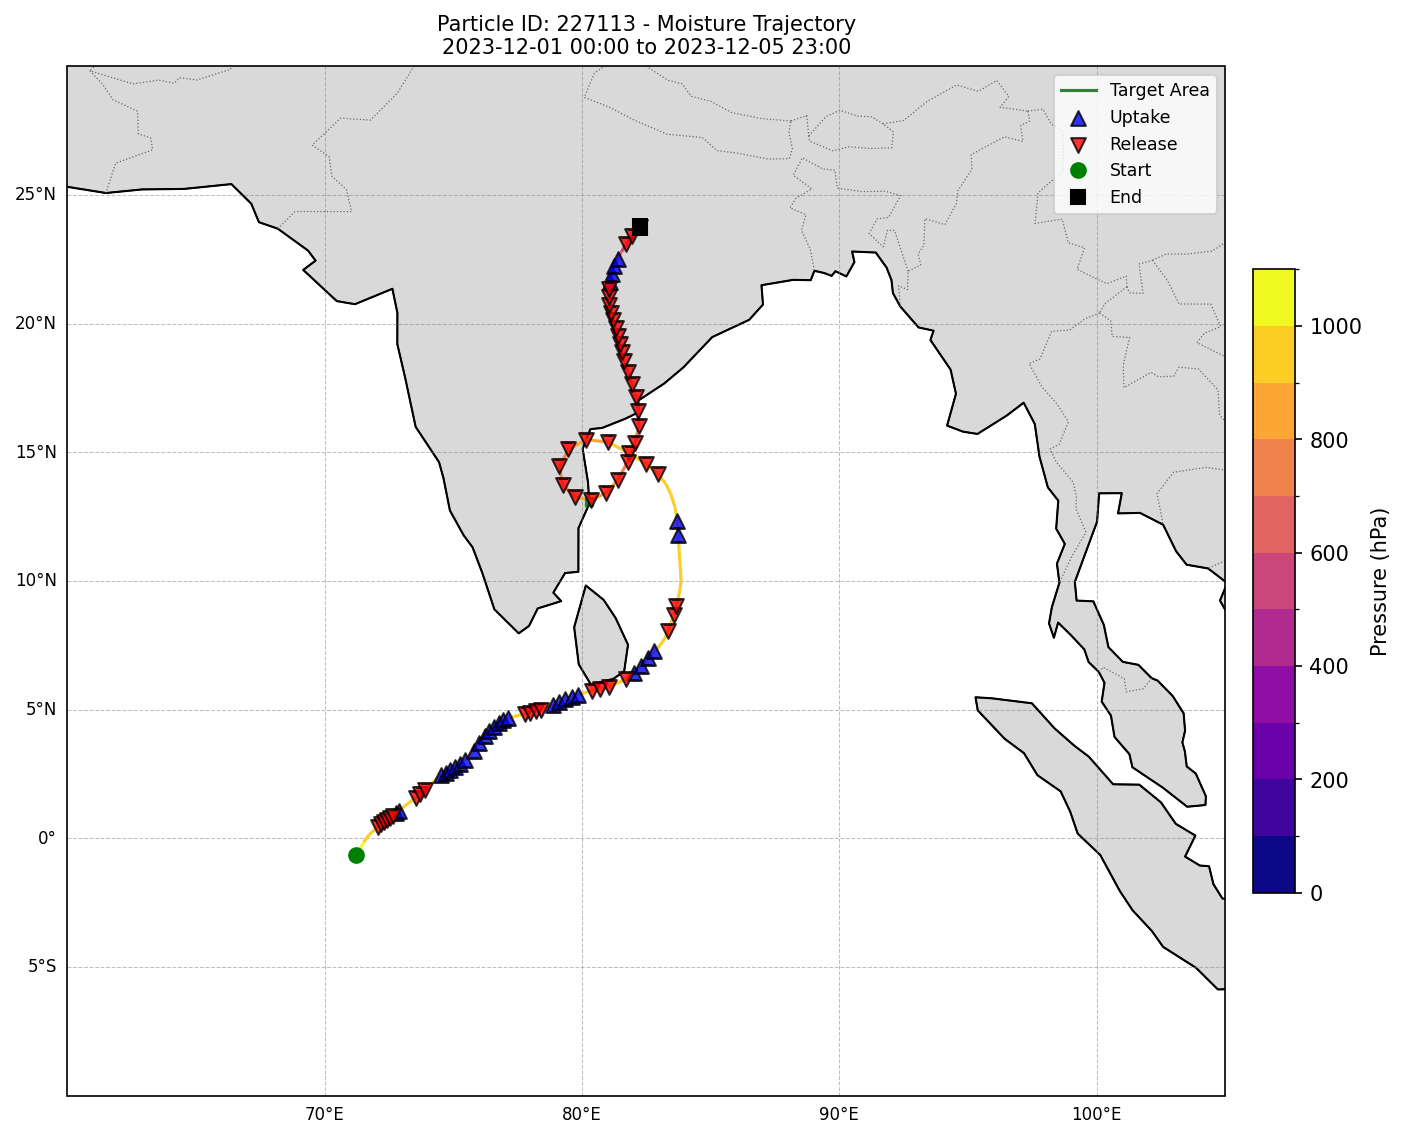 Particle ID: 227113 - Moisture Trajectory
2023-12-01 00:00 to 2023-12-05 23:00
Target Area
Uptake
Release
Start
End
25°N
20°N
15°N
10°N
5°N
0°
5°S
70°E
80°E
90°E
100°E
1000
800
600
400
200
0
Pressure (hPa)